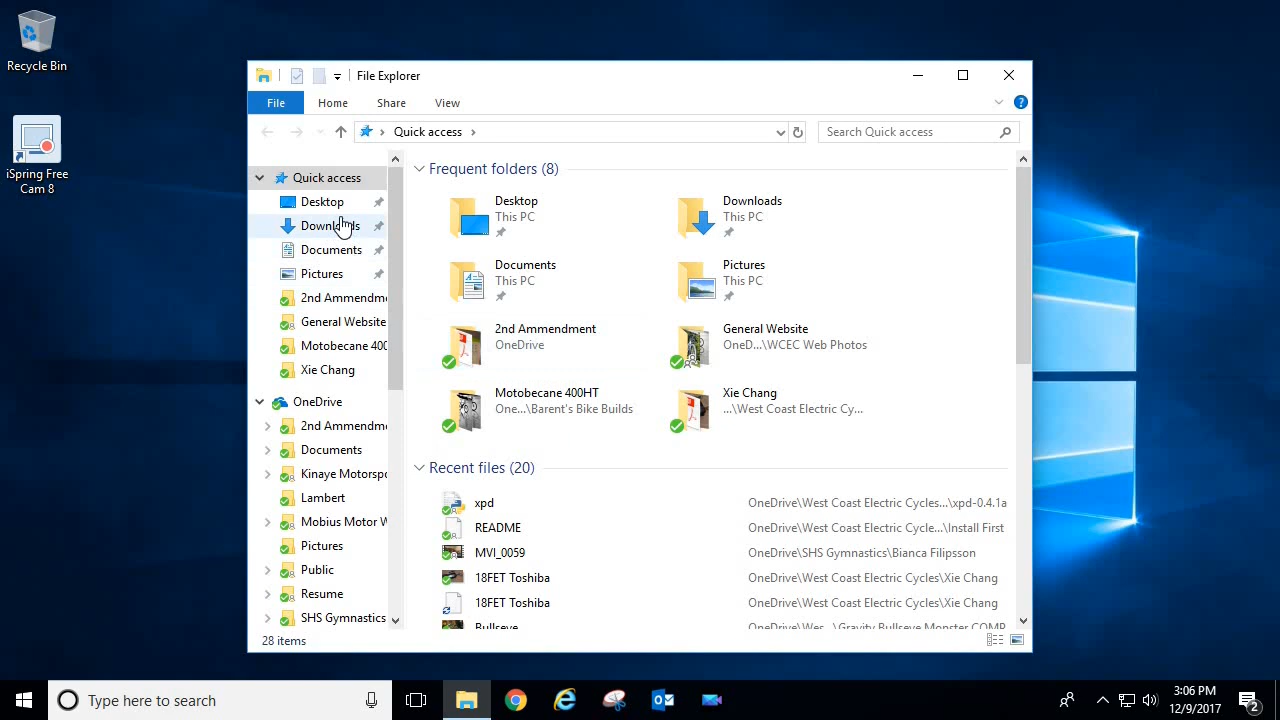 Recycle Bin
iSpring Free
Cam 8
File Explorer
File
Home
Share
View
Quick access
Search Quick access
Quick access
Desktop
Downloads
Documents
Pictures
2nd Ammendme
General Website
Motobecane 400
Xie Chang
OneDrive
2nd Ammendme
Documents
Kinaye Motorspo
Lambert
Mobius Motor W
Pictures
Public
Resume
SHS Gymnastics
Frequent folders (8)
Desktop
This PC
Downloads
This PC
Documents
This PC
Pictures
This PC
2nd Ammendment
OneDrive
General Website
OneD...\WCEC Web Photos
Motobecane 400HT
One...\Barent's Bike Builds
Xie Chang
...\West Coast Electric Cy...
Recent files (20)
xpd OneDrive\West Coast Electric Cycles...\xpd-0.4.1a
README OneDrive\West Coast Electric Cycle...\Install First
MVI_0059 OneDrive\SHS Gymnastics\Bianca Filipsson
18FET Toshiba OneDrive\West Coast Electric Cycles\Xie Chang
18FET Toshiba OneDrive\West Coast Electric Cycles\Xie Chang
Bullseye OneDrive\Wes...\Gravity Bullseye Monster COMP
28 items
Type here to search
3:06 PM
12/9/2017
2